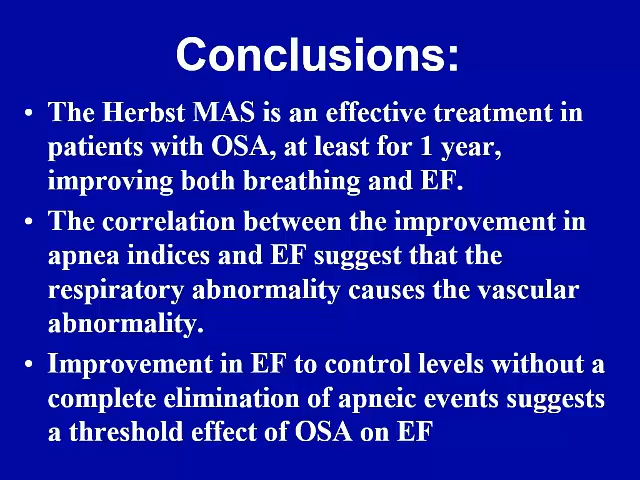 Conclusions:
• The Herbst MAS is an effective treatment in
patients with OSA, at least for 1 year,
improving both breathing and EF.
• The correlation between the improvement in
apnea indices and EF suggest that the
respiratory abnormality causes the vascular
abnormality.
• Improvement in EF to control levels without a
complete elimination of apneic events suggests
a threshold effect of OSA on EF